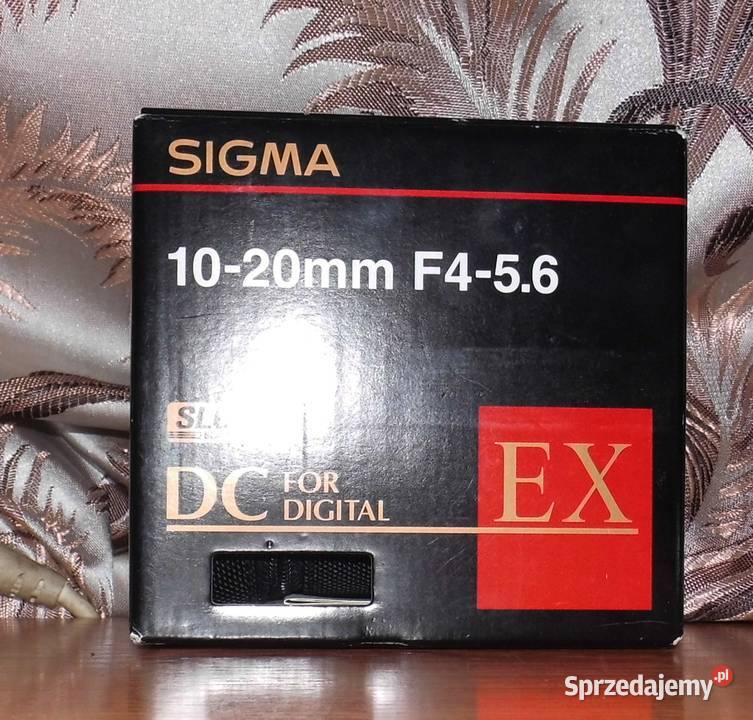 SIGMA
10-20mm F4-5.6
DC FOR DIGITAL
EX
Sprzedajemy.pl